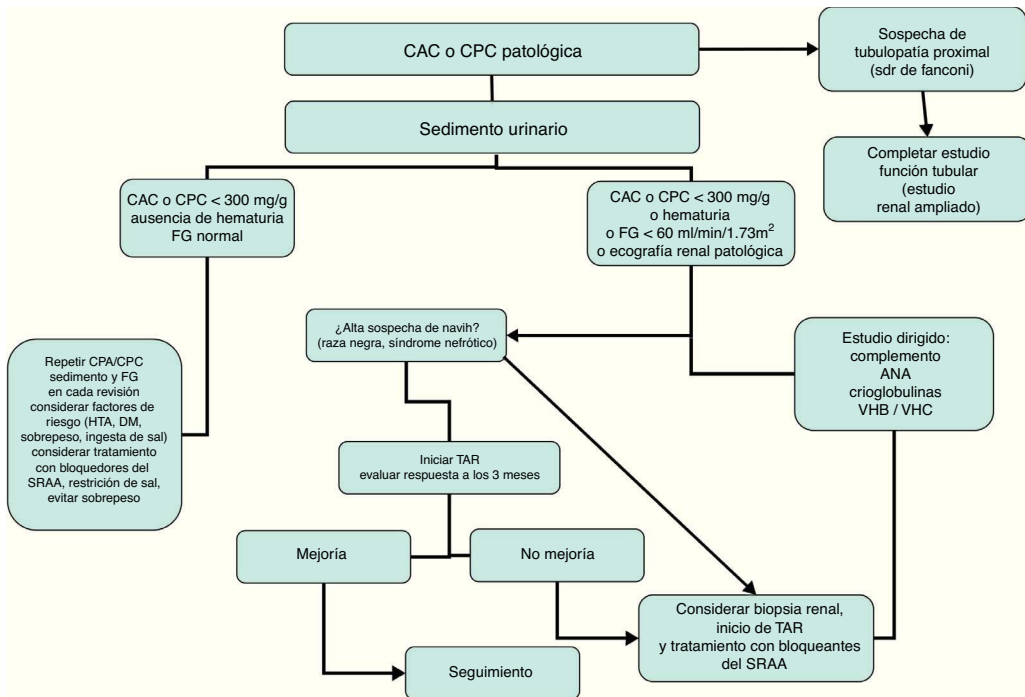 CAC o CPC patológica
Sospecha de
tubulopatía proximal
(sdr de fanconi)
Sedimento urinario
Completar estudio
función tubular
(estudio
renal ampliado)
CAC o CPC < 300 mg/g
ausencia de hematuria
FG normal
CAC o CPC < 300 mg/g
o hematuria
o FG < 60 ml/min/1.73m²
o ecografía renal patológica
¿Alta sospecha de navih?
(raza negra, síndrome nefrótico)
Estudio dirigido:
complemento
ANA
crioglobulinas
VHB / VHC
Repetir CPA/CPC
sedimento y FG
en cada revisión
considerar factores de
riesgo (HTA, DM,
sobrepeso, ingesta de sal)
considerar tratamiento
con bloquedores del
SRAA, restrición de sal,
evitar sobrepeso
Iniciar TAR
evaluar respuesta a los 3 meses
Mejoría
No mejoría
Considerar biopsia renal,
inicio de TAR
y tratamiento con bloqueantes
del SRAA
Seguimiento